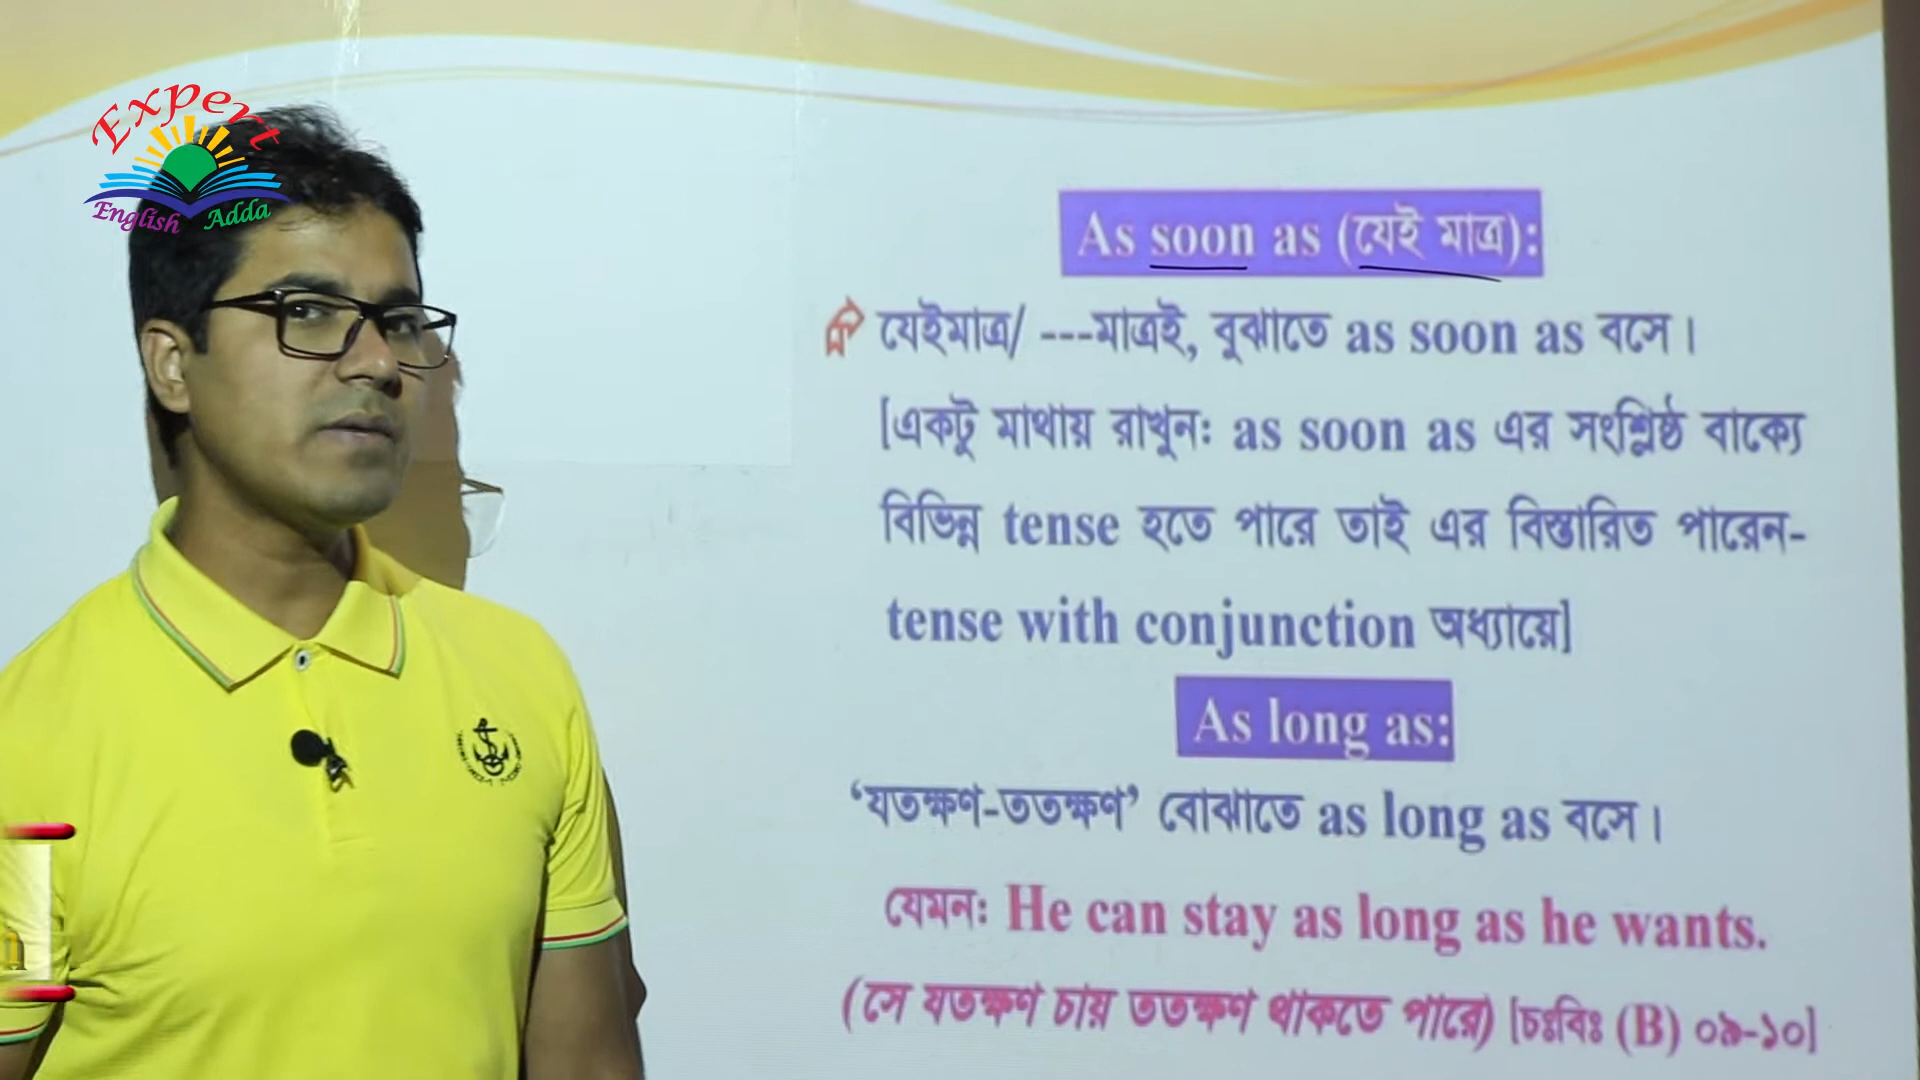 Expert
English Adda
As soon as (যেই মাত্র):
যেইমাত্র/ ---মাত্রই, বুঝাতে as soon as বসে।
[একটু মাথায় রাখুনঃ as soon as এর সংশ্লিষ্ঠ বাক্যে
বিভিন্ন tense হতে পারে তাই এর বিস্তারিত পারেন-
tense with conjunction অধ্যায়ে]
As long as:
‘যতক্ষণ-ততক্ষণ’ বোঝাতে as long as বসে।
যেমনঃ He can stay as long as he wants.
(সে যতক্ষণ চায় ততক্ষণ থাকতে পারে) [চঃবিঃ (B) ০৯-১০]